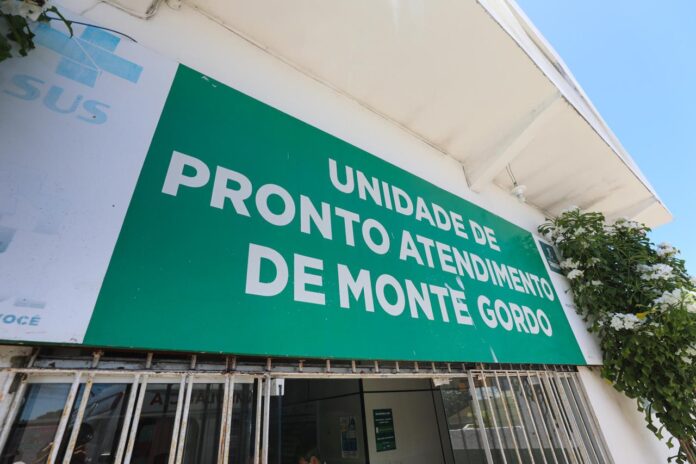 SUS
UNIDADE DE
PRONTO ATENDIMENTO
DE MONTE GORDO
VOCÊ